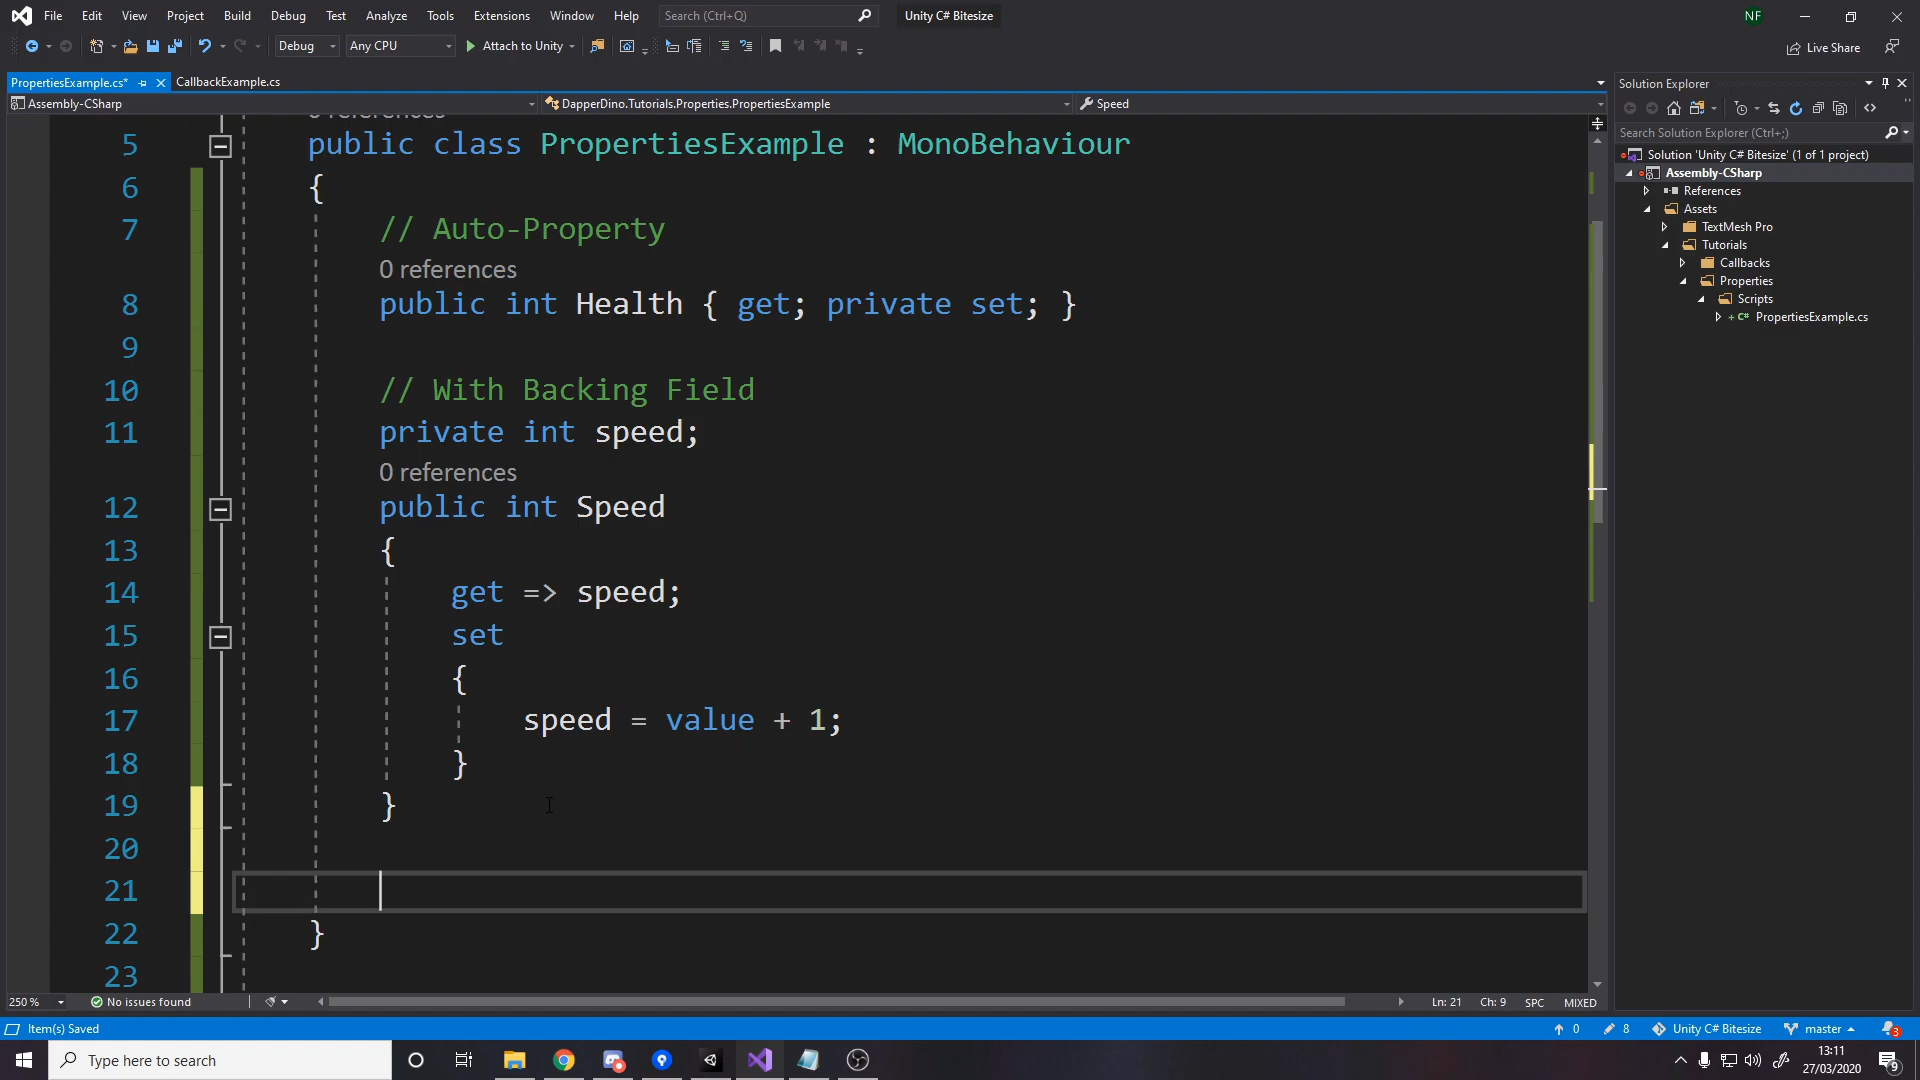 File Edit View Project Build Debug Test Analyze Tools Extensions Window Help Search (Ctrl+Q) Unity C# Bitesize NF
Debug Any CPU Attach to Unity Live Share
PropertiesExample.cs* CallbackExample.cs
Assembly-CSharp DapperDino.Tutorials.Properties.PropertiesExample Speed
5 public class PropertiesExample : MonoBehaviour
6 {
7 // Auto-Property
0 references
8 public int Health { get; private set; }
9
10 // With Backing Field
11 private int speed;
0 references
12 public int Speed
13 {
14 get => speed;
15 set
16 {
17 speed = value + 1;
18 }
19 }
20
21
22 }
23
250 % No issues found Ln: 21 Ch: 9 SPC MIXED
Solution Explorer
Search Solution Explorer (Ctrl+;)
Solution 'Unity C# Bitesize' (1 of 1 project)
Assembly-CSharp
References
Assets
TextMesh Pro
Tutorials
Callbacks
Properties
Scripts
C# PropertiesExample.cs
Item(s) Saved 0 8 Unity C# Bitesize master 3
Type here to search 13:11
27/03/2020 9